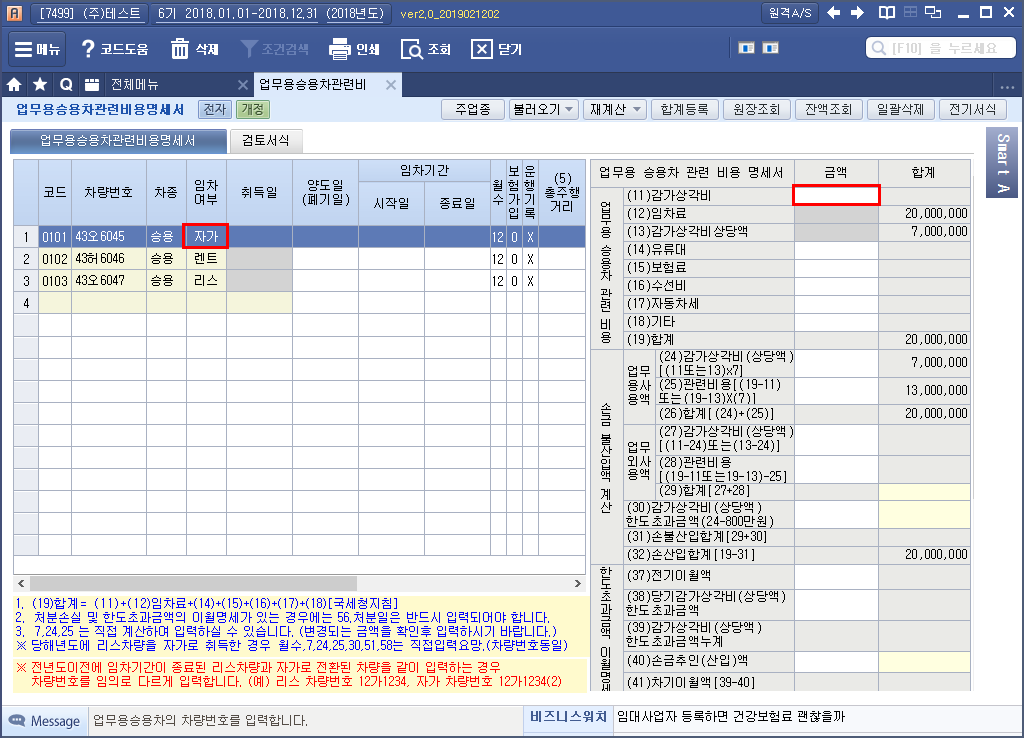 [7499] (주)테스트 6기 2018.01.01-2018.12.31 (2018년도) ver2,0_2019021202 원격A/S
메뉴 코드도움 삭제 조건검색 인쇄 조회 닫기 [F10] 을 누르세요
전체메뉴 업무용승용차관련비
업무용승용차관련비용명세서 전자 개정 주업종 불러오기 재계산 합계등록 원장조회 잔액조회 일괄삭제 전기서식
업무용승용차관련비용명세서 검토서식
Smart A
코드 차량번호 차종 임차여부 취득일 양도일(폐기일) 임차기간 시작일 종료일 월수 보험가입 운행기록 (5)총주행거리
1 0101 43오6045 승용 자가 12 0 X
2 0102 43허6046 승용 렌트 12 0 X
3 0103 43오6047 승용 리스 12 0 X
4
업무용 승용차 관련 비용 명세서 금액 합계
업무용 승용차 관련 비용
(11)감가상각비
(12)임차료 20,000,000
(13)감가상각비상당액 7,000,000
(14)유류대
(15)보험료
(16)수선비
(17)자동차세
(18)기타
(19)합계 20,000,000
손금 불산입액 계산
업무용사용액
(24)감가상각비(상당액)
[(11또는13)x7] 7,000,000
(25)관련비용[(19-11)
또는(19-13)X(7)] 13,000,000
(26)합계[(24)+(25)] 20,000,000
업무외사용액
(27)감가상각비(상당액)
[(11-24)또는(13-24)]
(28)관련비용
[(19-11또는19-13)-25]
(29)합계[27+28]
(30)감가상각비(상당액)
한도초과금액(24-800만원)
(31)손불산입합계[29+30]
(32)손산입합계[19-31] 20,000,000
한도초과금액 이월명세
(37)전기이월액
(38)당기감가상각비(상당액)
한도초과금액
(39)감가상각비(상당액)
한도초과금액누계
(40)손금추인(산입)액
(41)차기이월액[39-40]
1, (19)합계= (11)+(12)임차료+(14)+(15)+(16)+(17)+(18)[국세청지침]
2, 처분손실 및 한도초과금액의 이월명세가 있는 경우에는 56,처분일은 반드시 입력되어야 합니다,
3, 7,24,25 는 직접 계산하여 입력하실 수 있습니다, (변경되는 금액을 확인후 입력하시기 바랍니다,)
※ 당해년도에 리스차량을 자가로 취득한 경우 월수,7,24,25,30,51,58는 직접입력요망,(차량번호동일)
※ 전년도이전에 임차기간이 종료된 리스차량과 자가로 전환된 차량을 같이 입력하는 경우
차량번호를 임의로 다르게 입력합니다, (예) 리스 차량번호 12가1234, 자가 차량번호 12가1234(2)
Message 업무용승용차의 차량번호를 입력합니다. 비즈니스워치 임대사업자 등록하면 건강보험료 괜찮을까